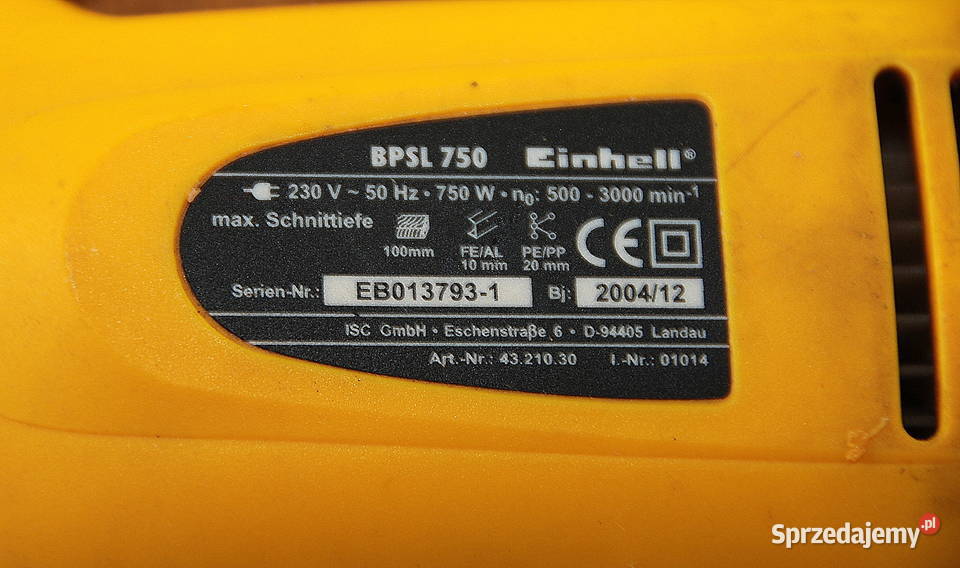 BPSL 750 Einhell®
230 V ~ 50 Hz • 750 W • n₀: 500 - 3000 min⁻¹
max. Schnittiefe
100mm FE/AL PE/PP
10 mm 20 mm
CE
Serien-Nr.: EB013793-1 Bj: 2004/12
ISC GmbH • Eschenstraße 6 • D-94405 Landau
Art.-Nr.: 43.210.30 I.-Nr.: 01014
Sprzedajemy.pl